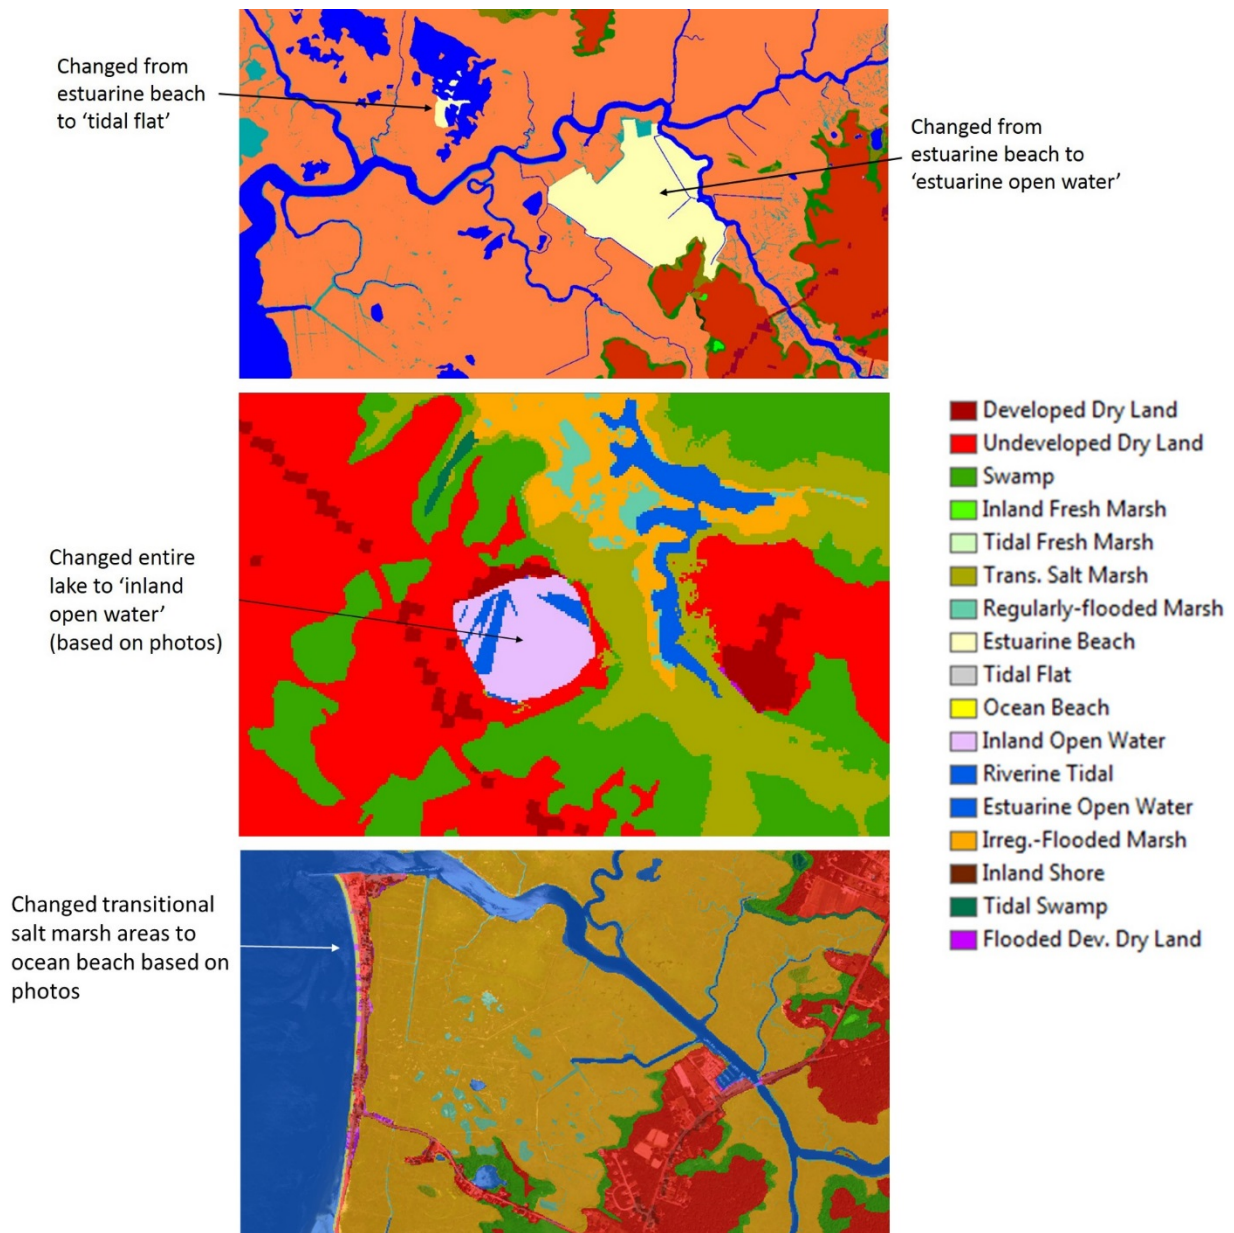 Changed from
estuarine beach
to ‘tidal flat’
Changed from
estuarine beach to
‘estuarine open water’
Changed entire
lake to ‘inland
open water’
(based on photos)
Developed Dry Land
Undeveloped Dry Land
Swamp
Inland Fresh Marsh
Tidal Fresh Marsh
Trans. Salt Marsh
Regularly-flooded Marsh
Estuarine Beach
Tidal Flat
Ocean Beach
Inland Open Water
Riverine Tidal
Estuarine Open Water
Irreg.-Flooded Marsh
Inland Shore
Tidal Swamp
Flooded Dev. Dry Land
Changed transitional
salt marsh areas to
ocean beach based on
photos